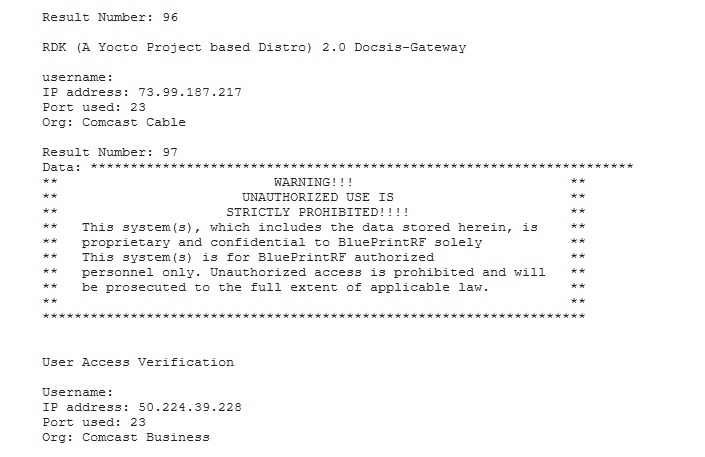 Result Number: 96
RDK (A Yocto Project based Distro) 2.0 Docsis-Gateway
username:
IP address: 73.99.187.217
Port used: 23
Org: Comcast Cable
Result Number: 97
Data: ********************************************************************
** WARNING!!! **
** UNAUTHORIZED USE IS **
** STRICTLY PROHIBITED!!!! **
** This system(s), which includes the data stored herein, is **
** proprietary and confidential to BluePrintRF solely **
** This system(s) is for BluePrintRF authorized **
** personnel only. Unauthorized access is prohibited and will **
** be prosecuted to the full extent of applicable law. **
** **
********************************************************************
User Access Verification
Username:
IP address: 50.224.39.228
Port used: 23
Org: Comcast Business